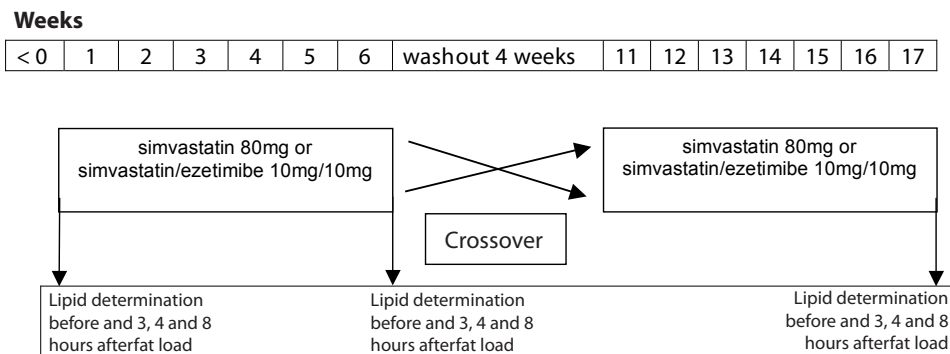 Weeks
< 0 1 2 3 4 5 6 washout 4 weeks 11 12 13 14 15 16 17
simvastatin 80mg or
simvastatin/ezetimibe 10mg/10mg
simvastatin 80mg or
simvastatin/ezetimibe 10mg/10mg
Crossover
Lipid determination
before and 3, 4 and 8
hours afterfat load
Lipid determination
before and 3, 4 and 8
hours afterfat load
Lipid determination
before and 3, 4 and 8
hours afterfat load